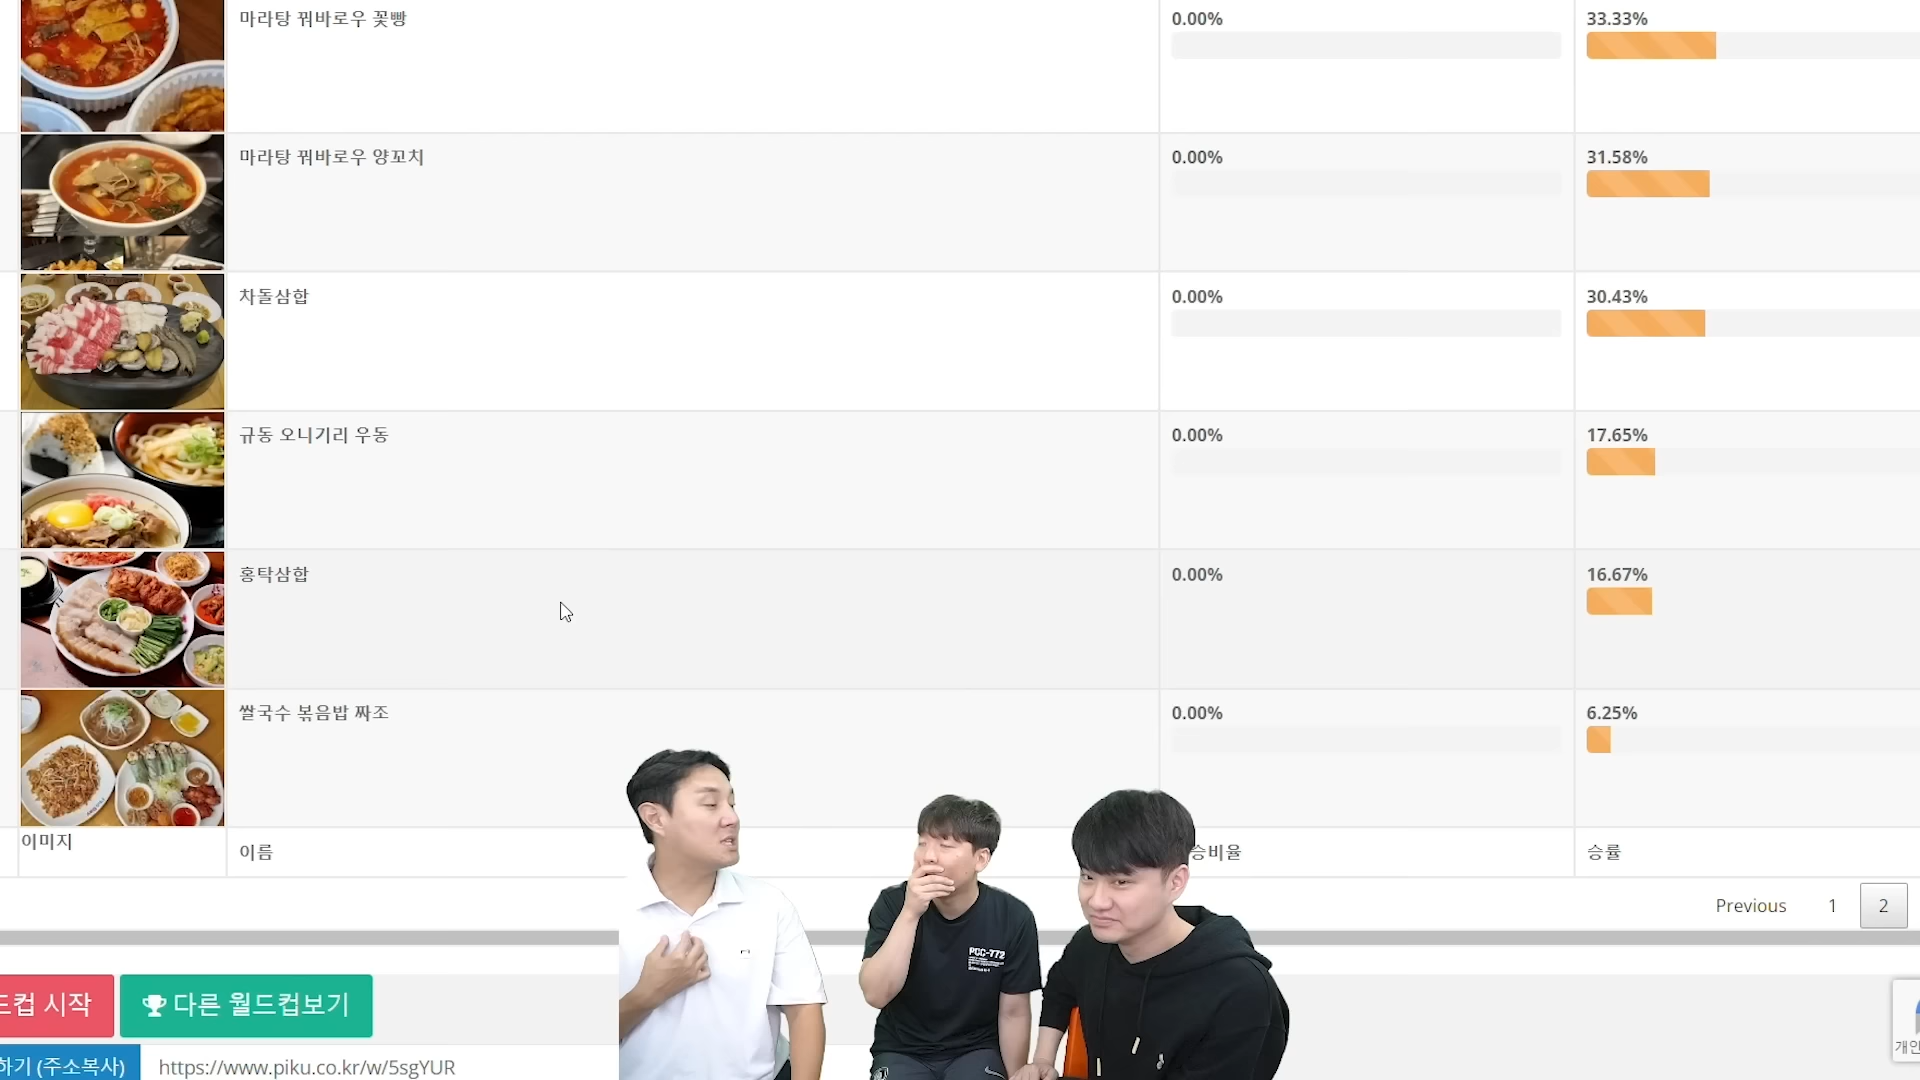 마라탕 꿔바로우 꽃빵
0.00%
33.33%
마라탕 꿔바로우 양꼬치
0.00%
31.58%
차돌삼합
0.00%
30.43%
규동 오니기리 우동
0.00%
17.65%
홍탁삼합
0.00%
16.67%
쌀국수 볶음밥 짜조
0.00%
6.25%
이미지
이름
승비율
승률
Previous 1 2
드컵 시작
다른 월드컵보기
하기 (주소복사)
https://www.piku.co.kr/w/5sgYUR
개인
PCC-772